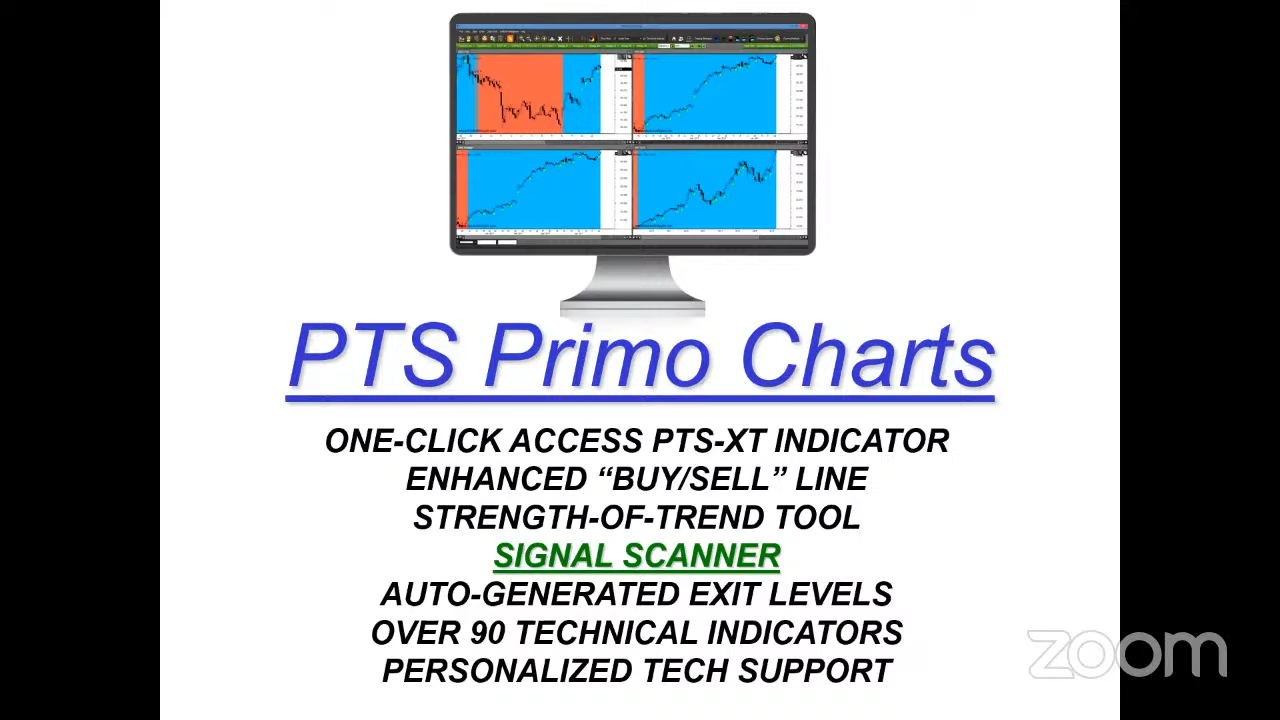 PTS Primo Charts
ONE-CLICK ACCESS PTS-XT INDICATOR
ENHANCED “BUY/SELL” LINE
STRENGTH-OF-TREND TOOL
SIGNAL SCANNER
AUTO-GENERATED EXIT LEVELS
OVER 90 TECHNICAL INDICATORS
PERSONALIZED TECH SUPPORT
zoom